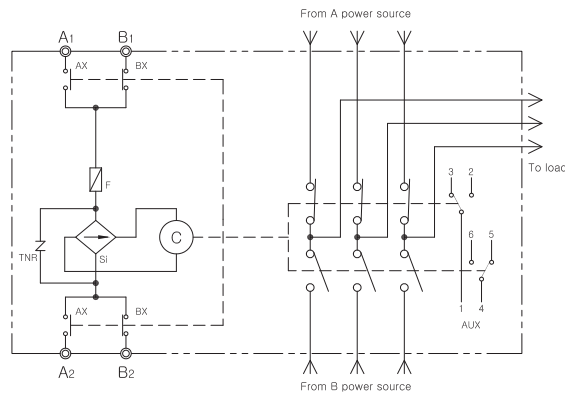 From A power source
A1 B1
AX BX
F
To load
3 2
TNR Si C
6 5
AX BX
1 4
AUX
A2 B2
From B power source